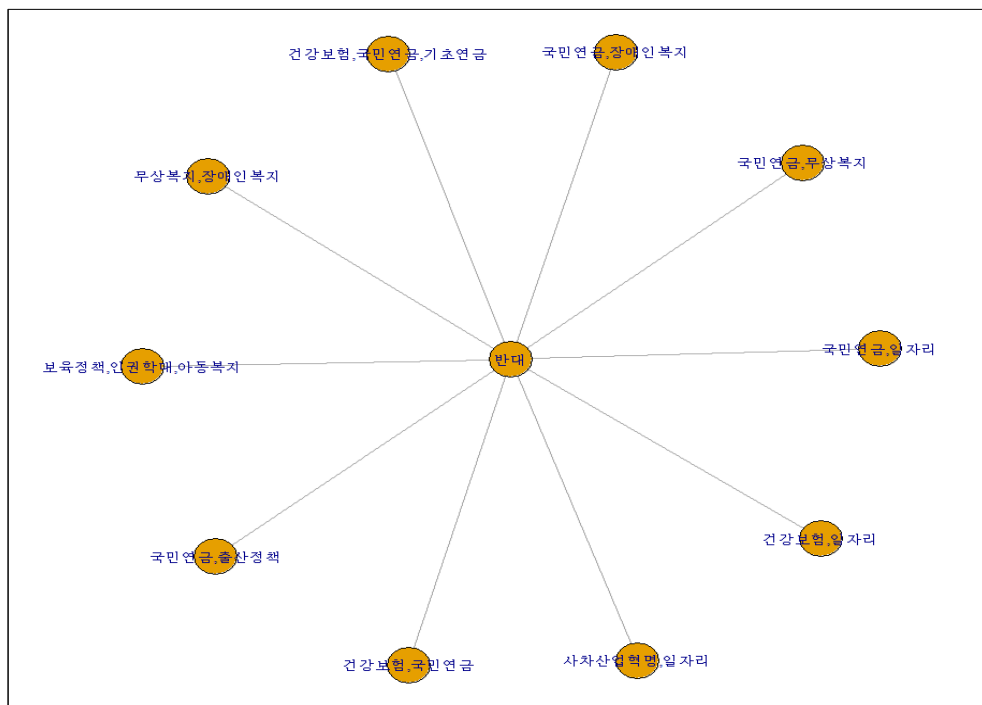 건강보험,국민연금,기초연금
국민연금,장애인복지
국민연금,무상복지
무상복지,장애인복지
국민연금,일자리
반대
보육정책,인권학대,아동복지
건강보험,일자리
국민연금,출산정책
사차산업혁명,일자리
건강보험,국민연금